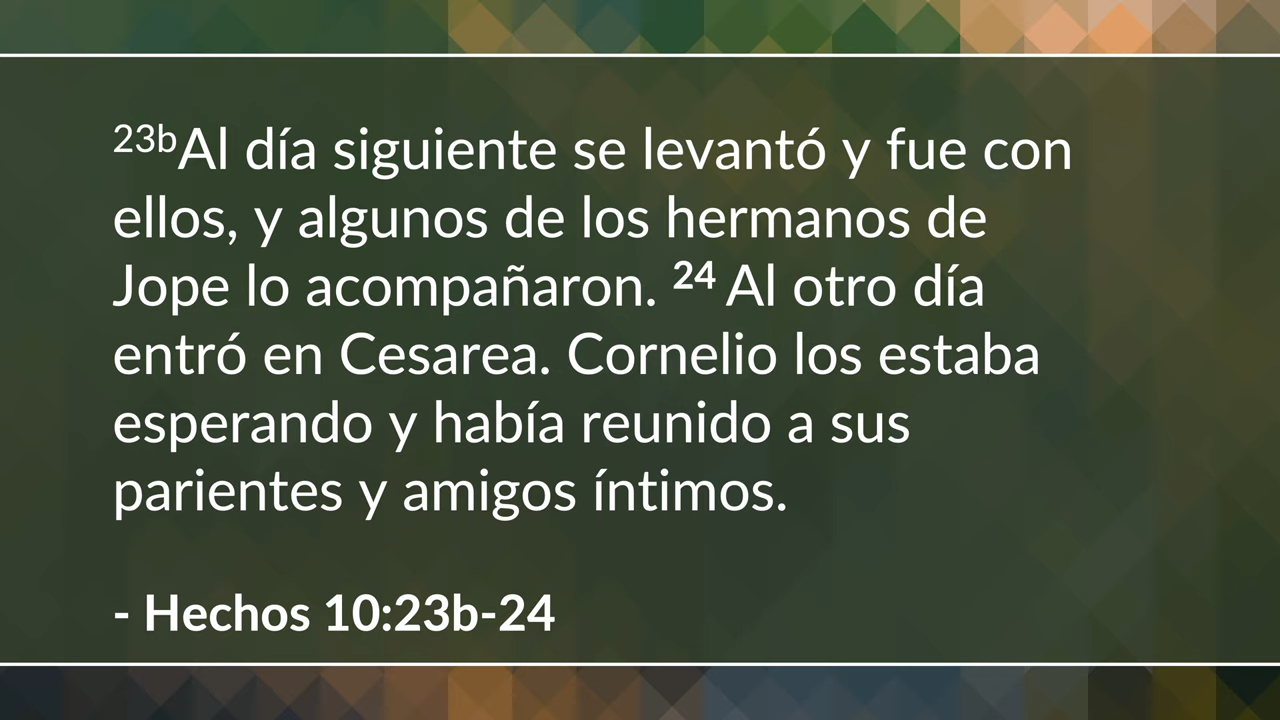 23bAl día siguiente se levantó y fue con
ellos, y algunos de los hermanos de
Jope lo acompañaron. 24 Al otro día
entró en Cesarea. Cornelio los estaba
esperando y había reunido a sus
parientes y amigos íntimos.
- Hechos 10:23b-24